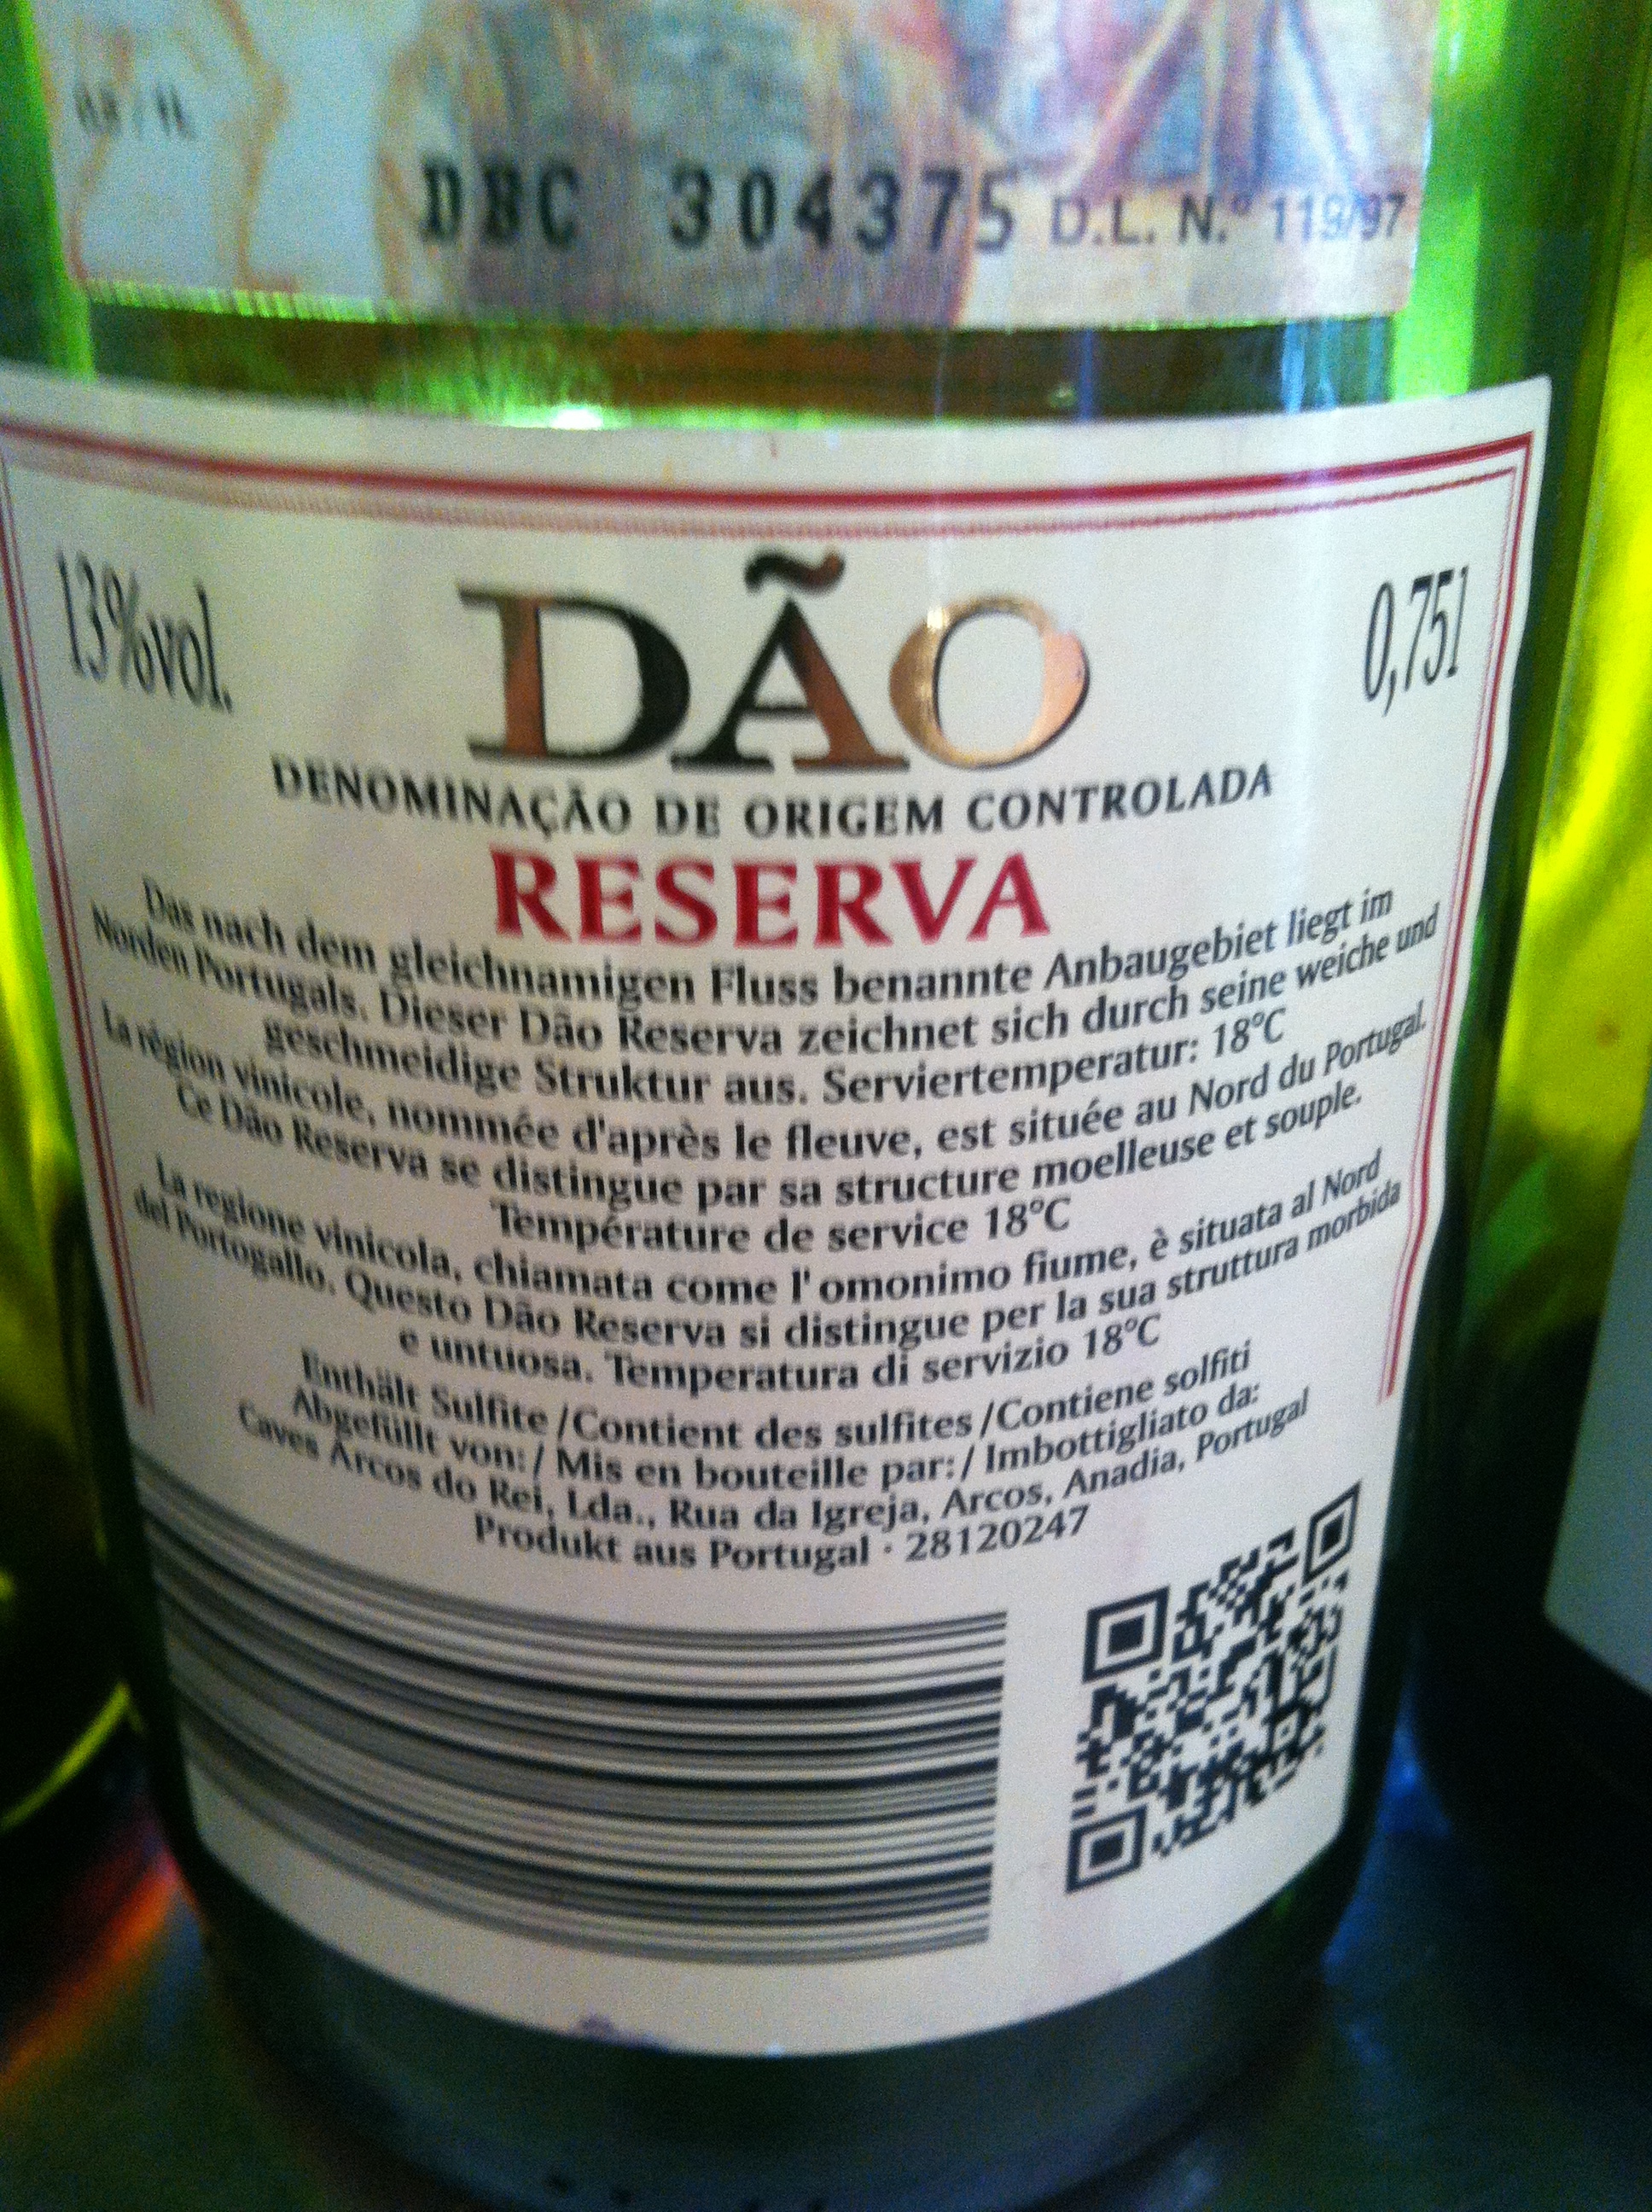 DBC 304375 D.L. N.º 119/97
13%vol.
DÃO
0,75l
DENOMINAÇÃO DE ORIGEM CONTROLADA
RESERVA
Das nach dem gleichnamigen Fluss benannte Anbaugebiet liegt im
Norden Portugals. Dieser Dão Reserva zeichnet sich durch seine weiche und
geschmeidige Struktur aus. Serviertemperatur: 18°C
La région vinicole, nommée d'après le fleuve, est située au Nord du Portugal.
Ce Dão Reserva se distingue par sa structure moelleuse et souple.
Température de service 18°C
La regione vinicola, chiamata come l'omonimo fiume, è situata al Nord
del Portogallo. Questo Dão Reserva si distingue per la sua struttura morbida
e untuosa. Temperatura di servizio 18°C
Enthält Sulfite /Contient des sulfites /Contiene solfiti
Abgefüllt von: / Mis en bouteille par: / Imbottigliato da:
Caves Arcos do Rei, Lda., Rua da Igreja, Arcos, Anadia, Portugal
Produkt aus Portugal · 28120247